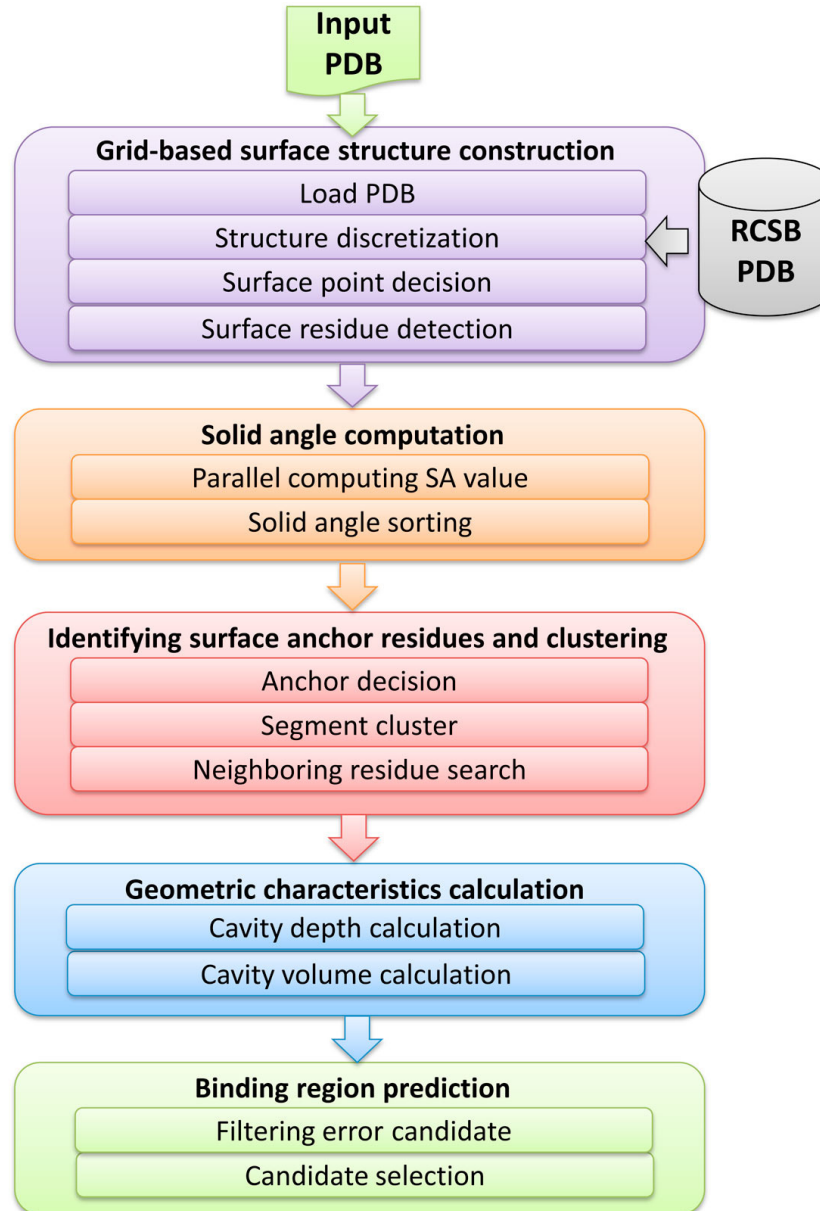 Input
PDB
Grid-based surface structure construction
Load PDB
Structure discretization
Surface point decision
Surface residue detection
RCSB
PDB
Solid angle computation
Parallel computing SA value
Solid angle sorting
Identifying surface anchor residues and clustering
Anchor decision
Segment cluster
Neighboring residue search
Geometric characteristics calculation
Cavity depth calculation
Cavity volume calculation
Binding region prediction
Filtering error candidate
Candidate selection